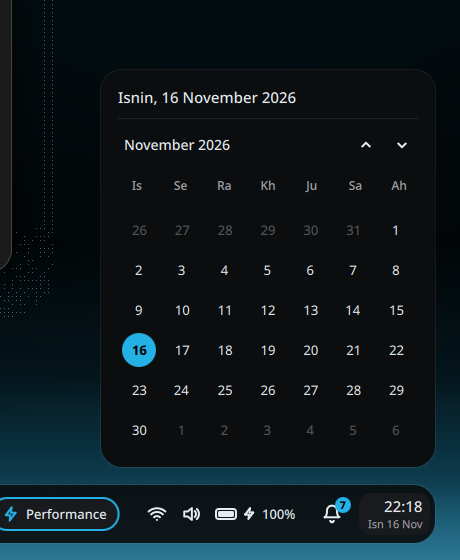 Isnin, 16 November 2026
November 2026
Is Se Ra Kh Ju Sa Ah
26 27 28 29 30 31 1
2 3 4 5 6 7 8
9 10 11 12 13 14 15
16 17 18 19 20 21 22
23 24 25 26 27 28 29
30 1 2 3 4 5 6
Performance 100% 7 22:18
Isn 16 Nov